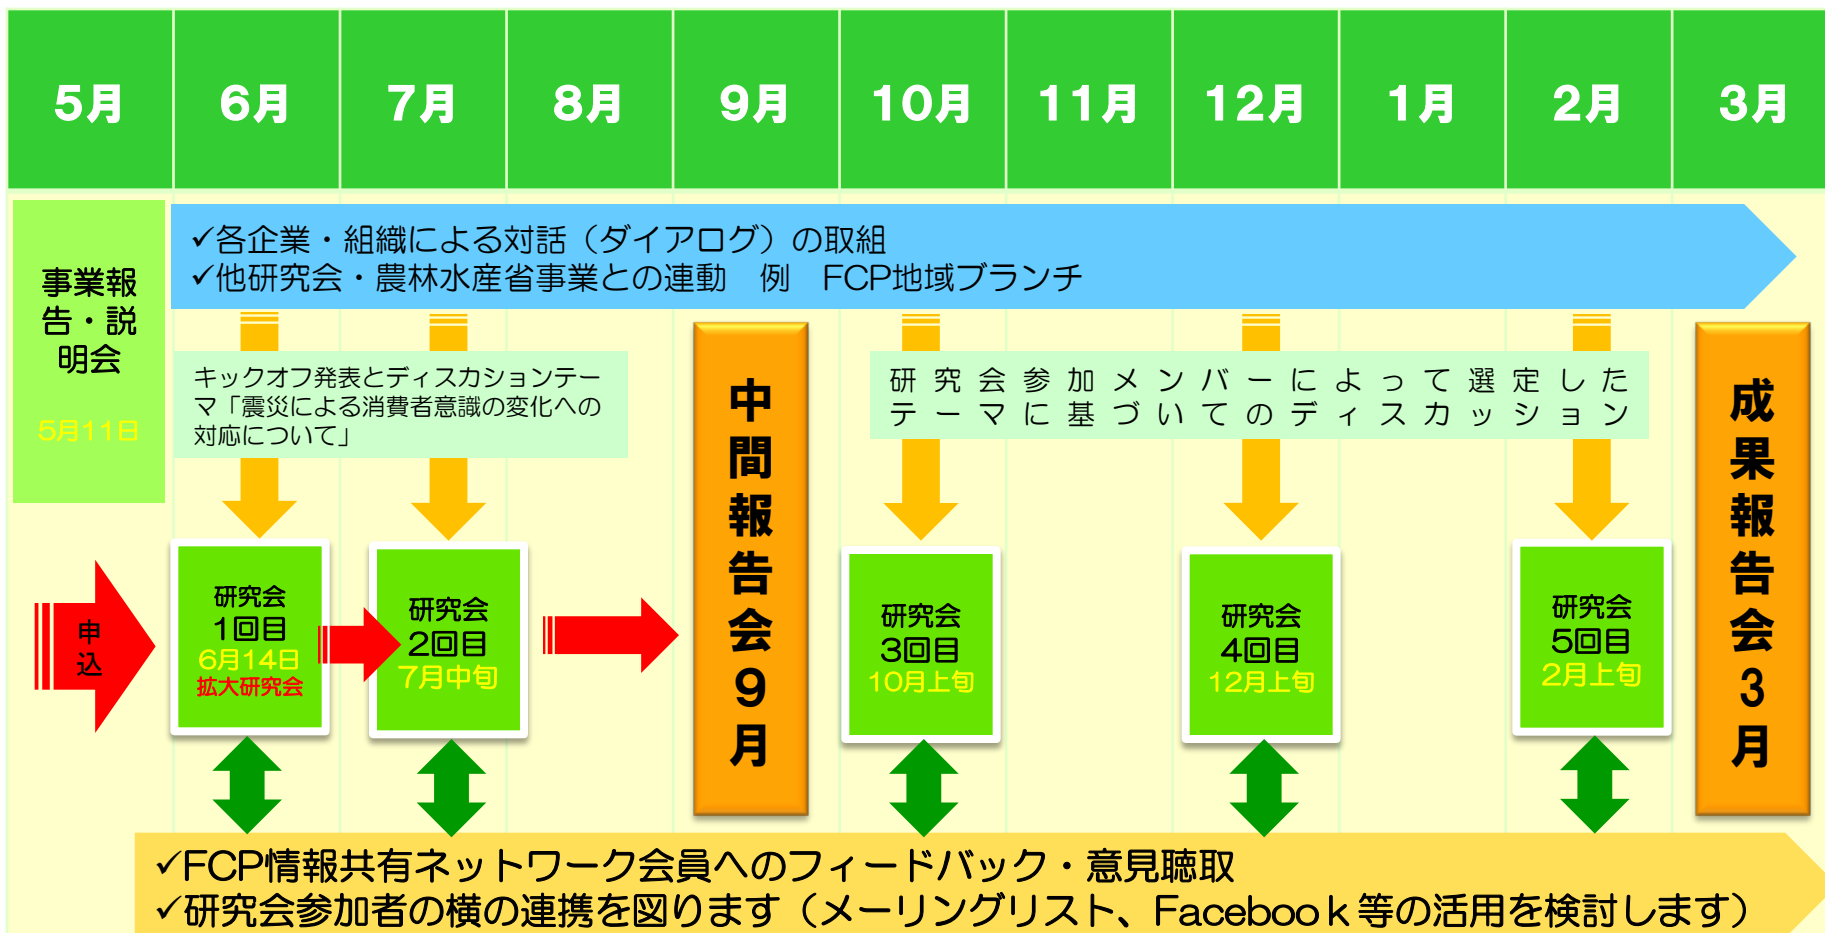 5月 6月 7月 8月 9月 10月 11月 12月 1月 2月 3月
事業報
告・説
明会
5月11日
✓各企業・組織による対話（ダイアログ）の取組
✓他研究会・農林水産省事業との連動　例　FCP地域ブランチ
キックオフ発表とディスカションテー
マ「震災による消費者意識の変化への
対応について」
中間報告会9月
研究会参加メンバーによって選定した
テーマに基づいてのディスカッション
成果報告会3月
申
込
研究会
1回目
6月14日
拡大研究会
研究会
2回目
7月中旬
研究会
3回目
10月上旬
研究会
4回目
12月上旬
研究会
5回目
2月上旬
✓FCP情報共有ネットワーク会員へのフィードバック・意見聴取
✓研究会参加者の横の連携を図ります（メーリングリスト、Facebook等の活用を検討します）